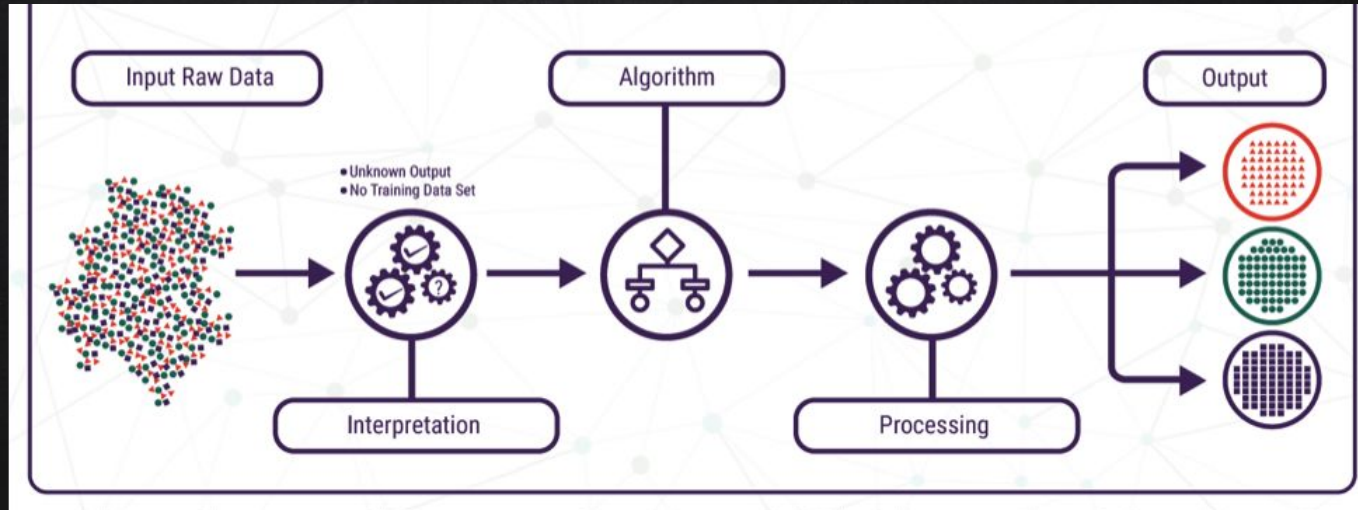 Input Raw Data
Algorithm
Output
• Unknown Output
• No Training Data Set
?
Interpretation
Processing